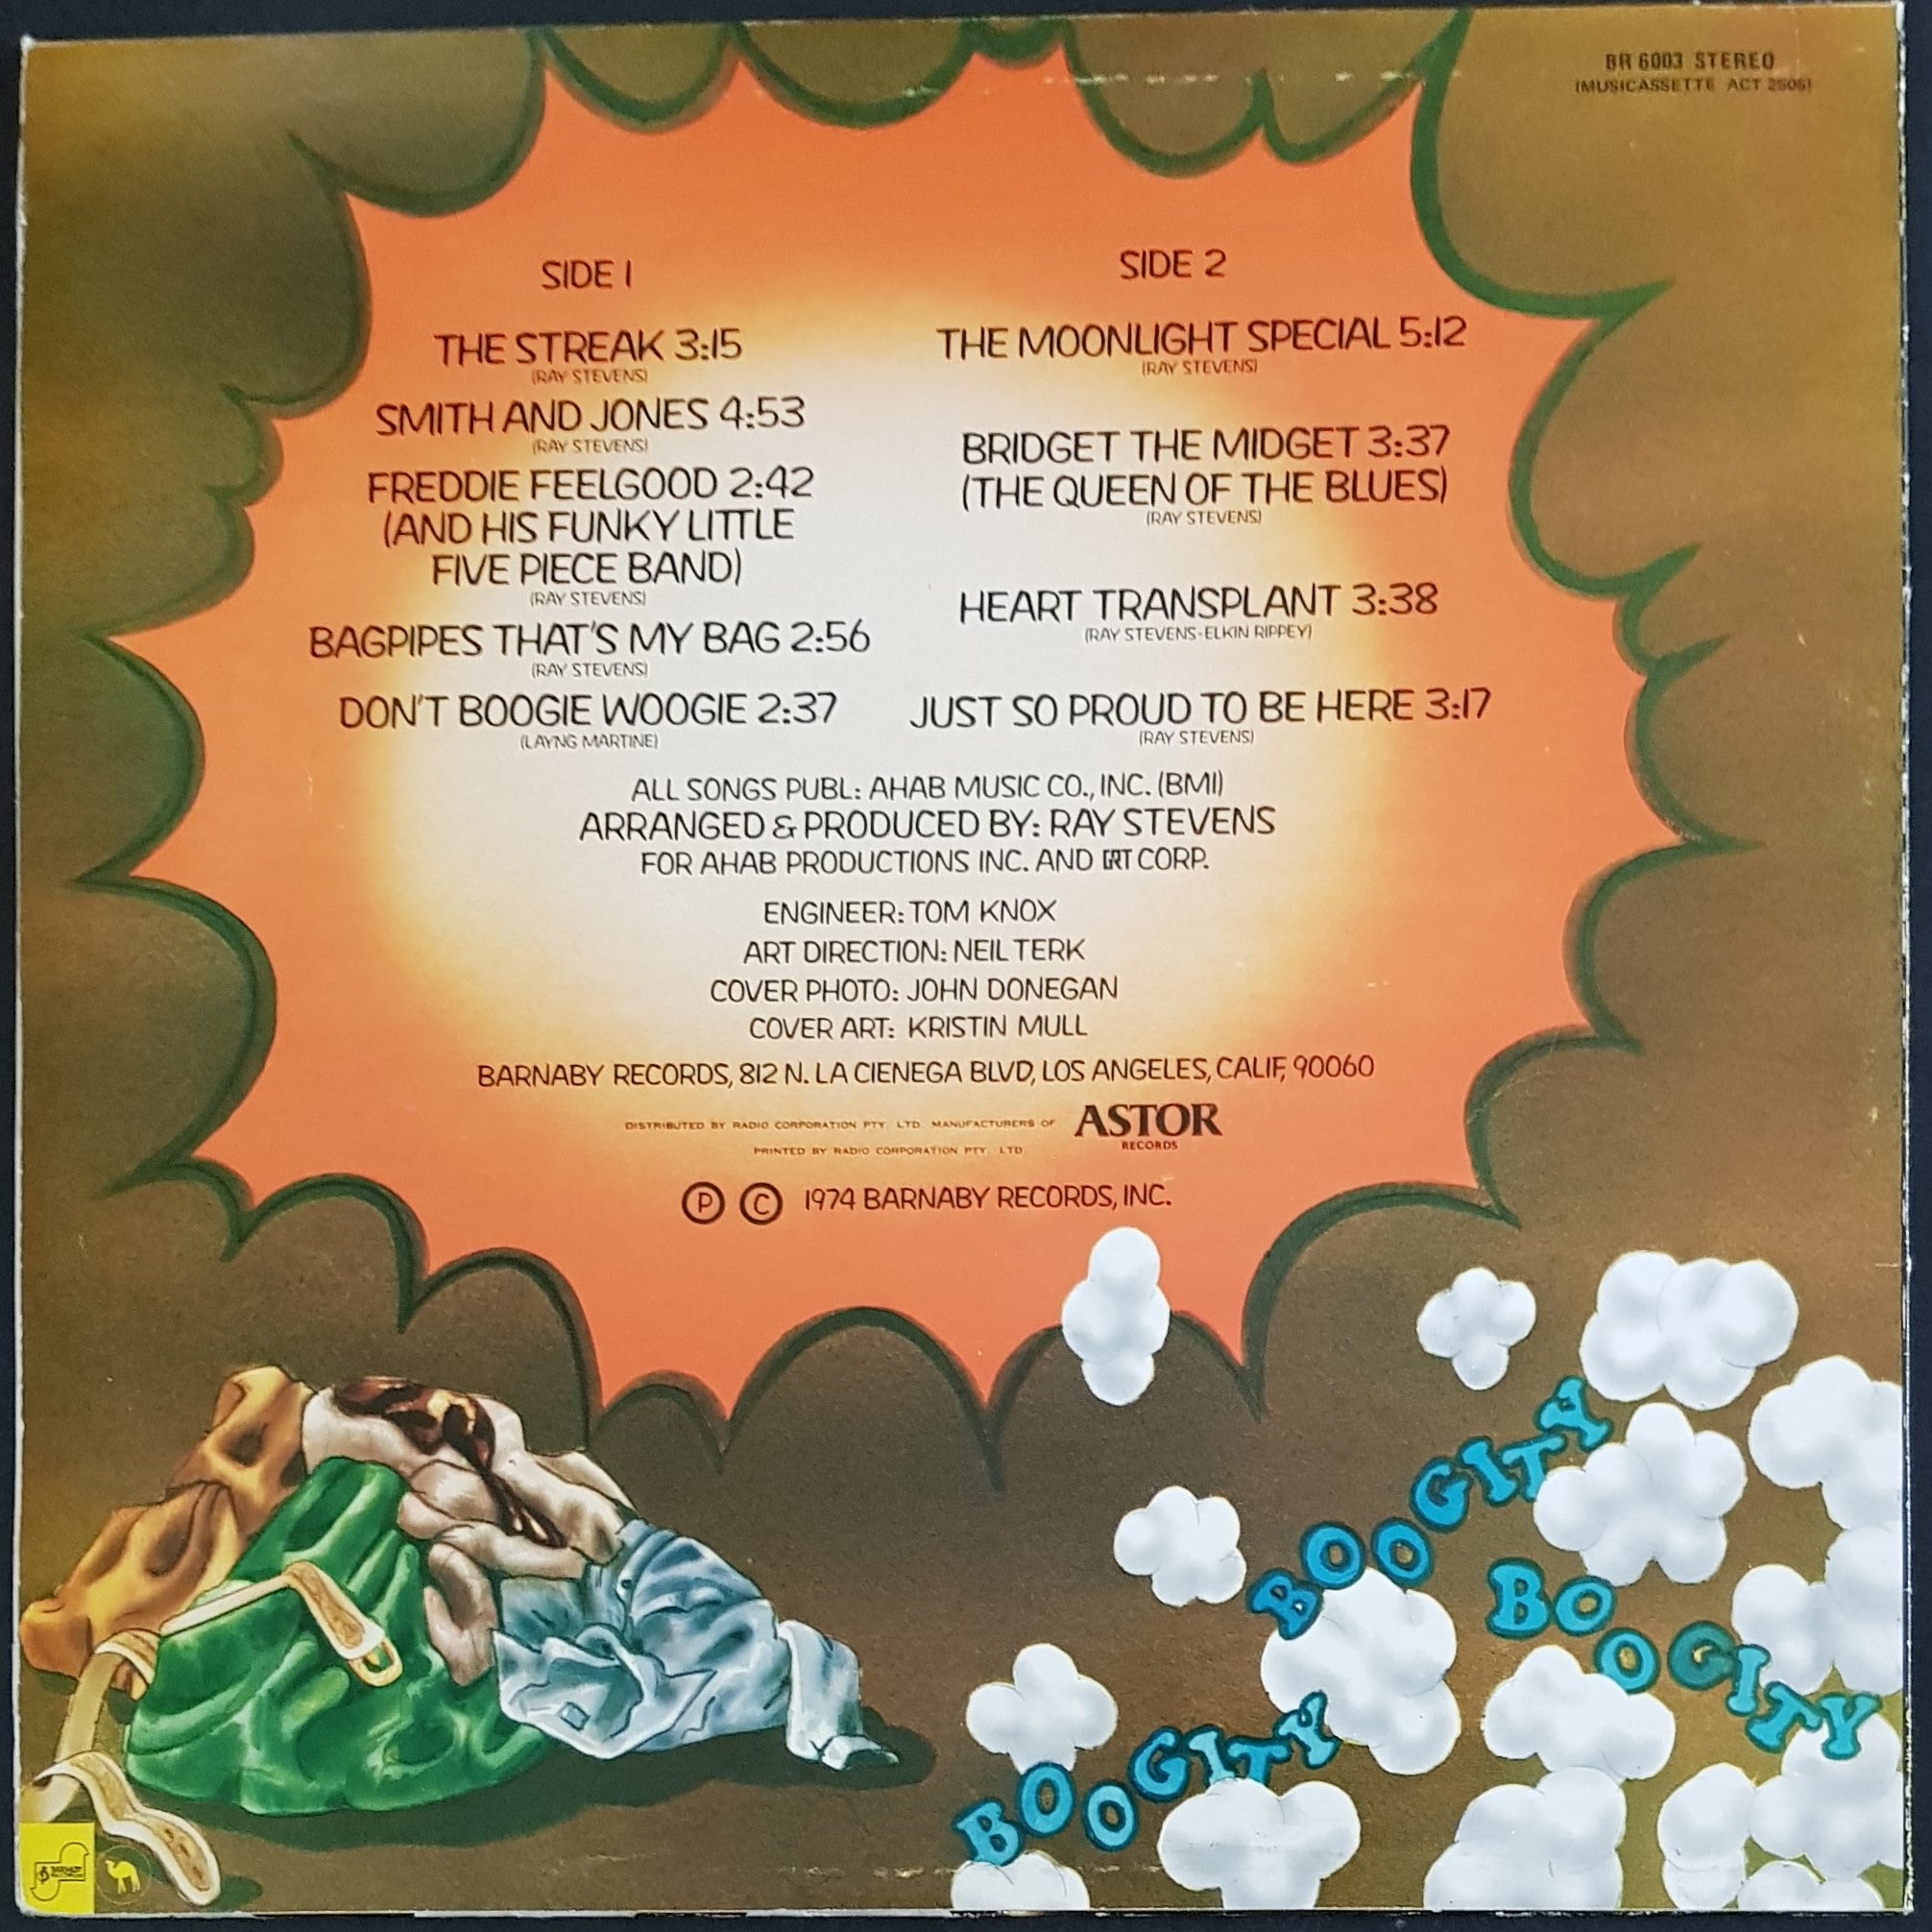 BR 6003 STEREO
(MUSICASSETTE ACT 2505)
SIDE 1
THE STREAK 3:15
(RAY STEVENS)
SMITH AND JONES 4:53
(RAY STEVENS)
FREDDIE FEELGOOD 2:42
(AND HIS FUNKY LITTLE
FIVE PIECE BAND)
(RAY STEVENS)
BAGPIPES THAT'S MY BAG 2:56
(RAY STEVENS)
DON'T BOOGIE WOOGIE 2:37
(LAYNG MARTINE)
SIDE 2
THE MOONLIGHT SPECIAL 5:12
(RAY STEVENS)
BRIDGET THE MIDGET 3:37
(THE QUEEN OF THE BLUES)
(RAY STEVENS)
HEART TRANSPLANT 3:38
(RAY STEVENS-ELKIN RIPPEY)
JUST SO PROUD TO BE HERE 3:17
(RAY STEVENS)
ALL SONGS PUBL: AHAB MUSIC CO., INC. (BMI)
ARRANGED & PRODUCED BY: RAY STEVENS
FOR AHAB PRODUCTIONS INC. AND GRT CORP.
ENGINEER: TOM KNOX
ART DIRECTION: NEIL TERK
COVER PHOTO: JOHN DONEGAN
COVER ART: KRISTIN MULL
BARNABY RECORDS, 812 N. LA CIENEGA BLVD, LOS ANGELES, CALIF, 90060
DISTRIBUTED BY RADIO CORPORATION PTY. LTD. MANUFACTURERS OF ASTOR
RECORDS
PRINTED BY RADIO CORPORATION PTY. LTD
Ⓟ Ⓒ 1974 BARNABY RECORDS, INC.
BOOGITY
BOOGITY
BOOGITY